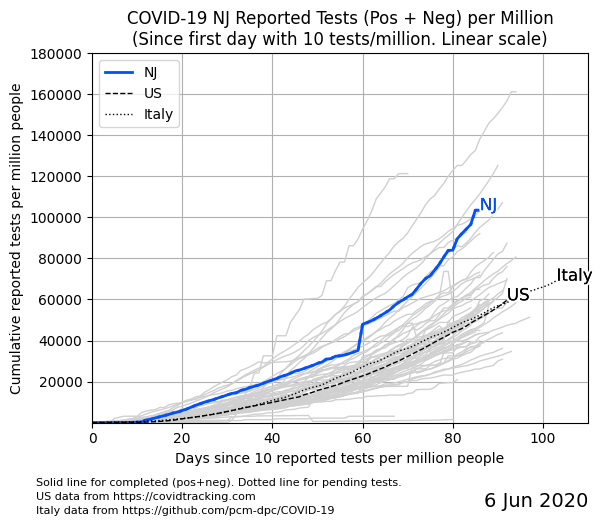 COVID-19 NJ Reported Tests (Pos + Neg) per Million
(Since first day with 10 tests/million. Linear scale)
180000
160000
140000
120000
100000
80000
60000
40000
20000
Cumulative reported tests per million people
NJ
US
Italy
NJ
Italy
US
0
20
40
60
80
100
Days since 10 reported tests per million people
Solid line for completed (pos+neg). Dotted line for pending tests.
US data from https://covidtracking.com
Italy data from https://github.com/pcm-dpc/COVID-19
6 Jun 2020